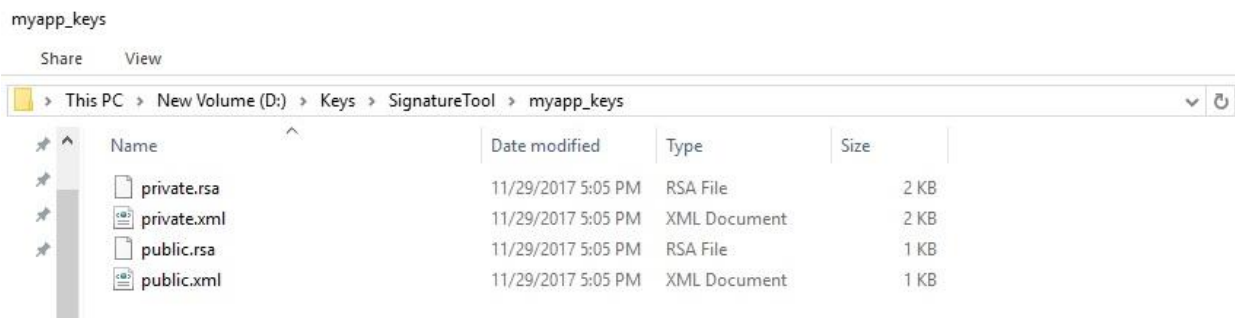 myapp_keys
Share View
This PC > New Volume (D:) > Keys > SignatureTool > myapp_keys
Name Date modified Type Size
private.rsa 11/29/2017 5:05 PM RSA File 2 KB
private.xml 11/29/2017 5:05 PM XML Document 2 KB
public.rsa 11/29/2017 5:05 PM RSA File 1 KB
public.xml 11/29/2017 5:05 PM XML Document 1 KB